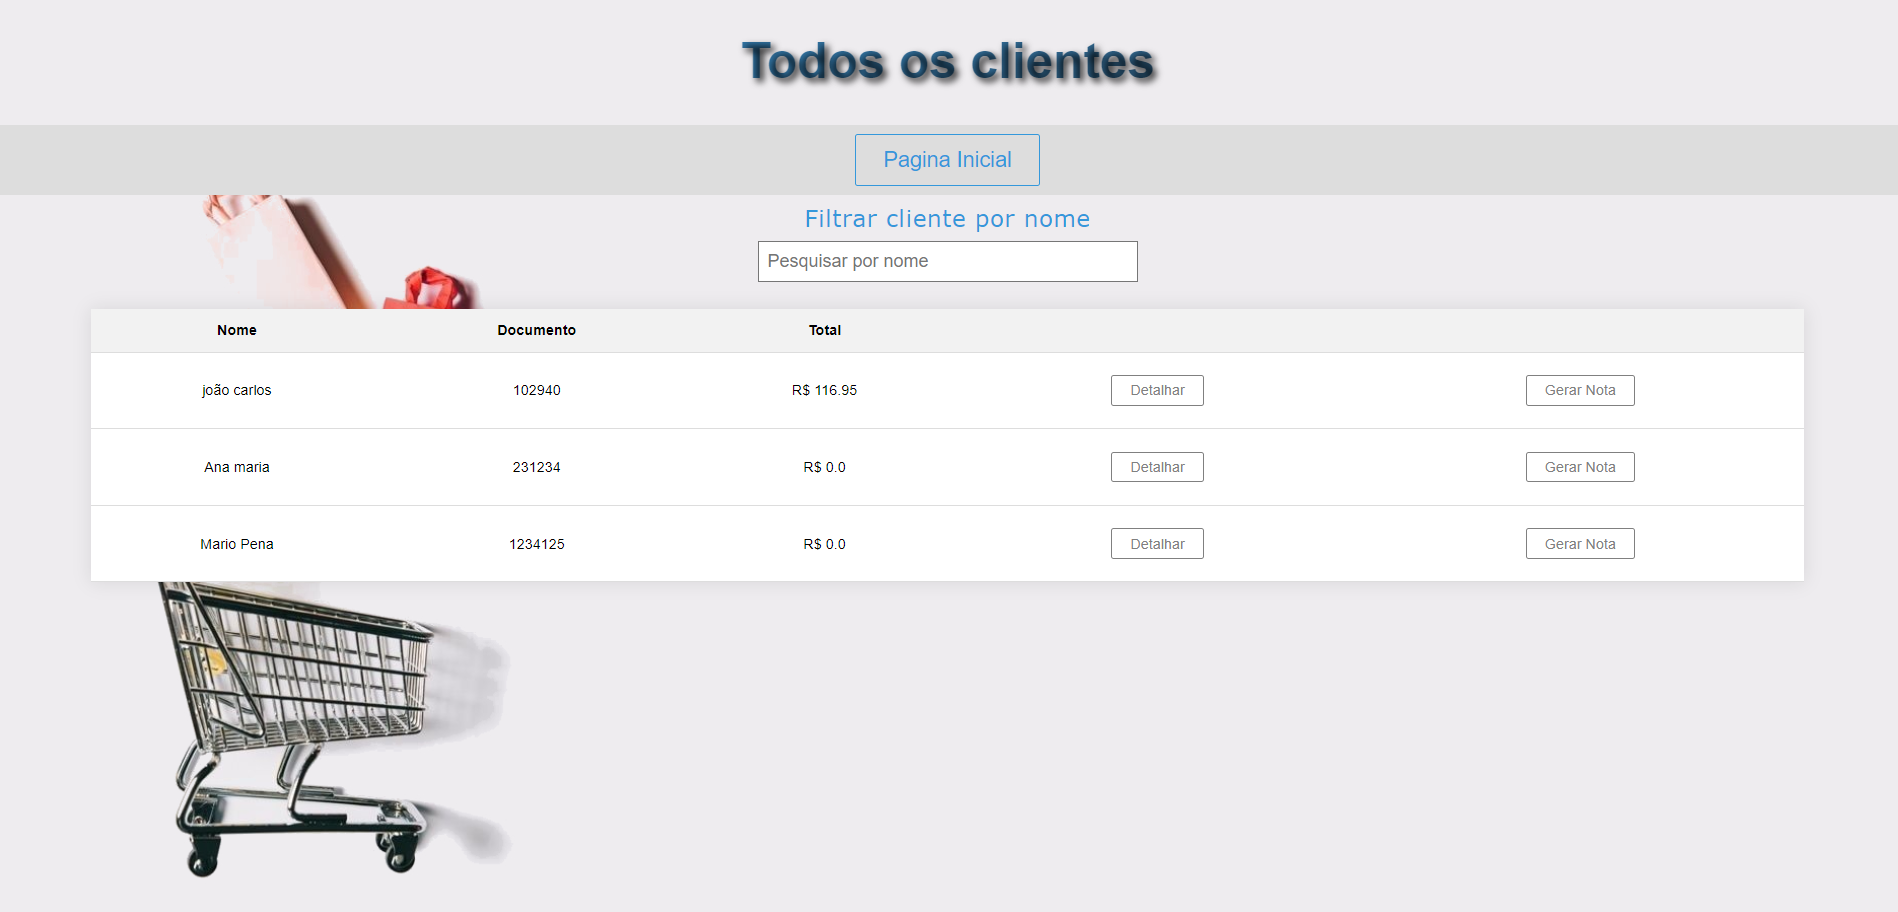 Todos os clientes
Pagina Inicial
Filtrar cliente por nome
Pesquisar por nome
Nome Documento Total
joão carlos 102940 R$ 116.95 Detalhar Gerar Nota
Ana maria 231234 R$ 0.0 Detalhar Gerar Nota
Mario Pena 1234125 R$ 0.0 Detalhar Gerar Nota